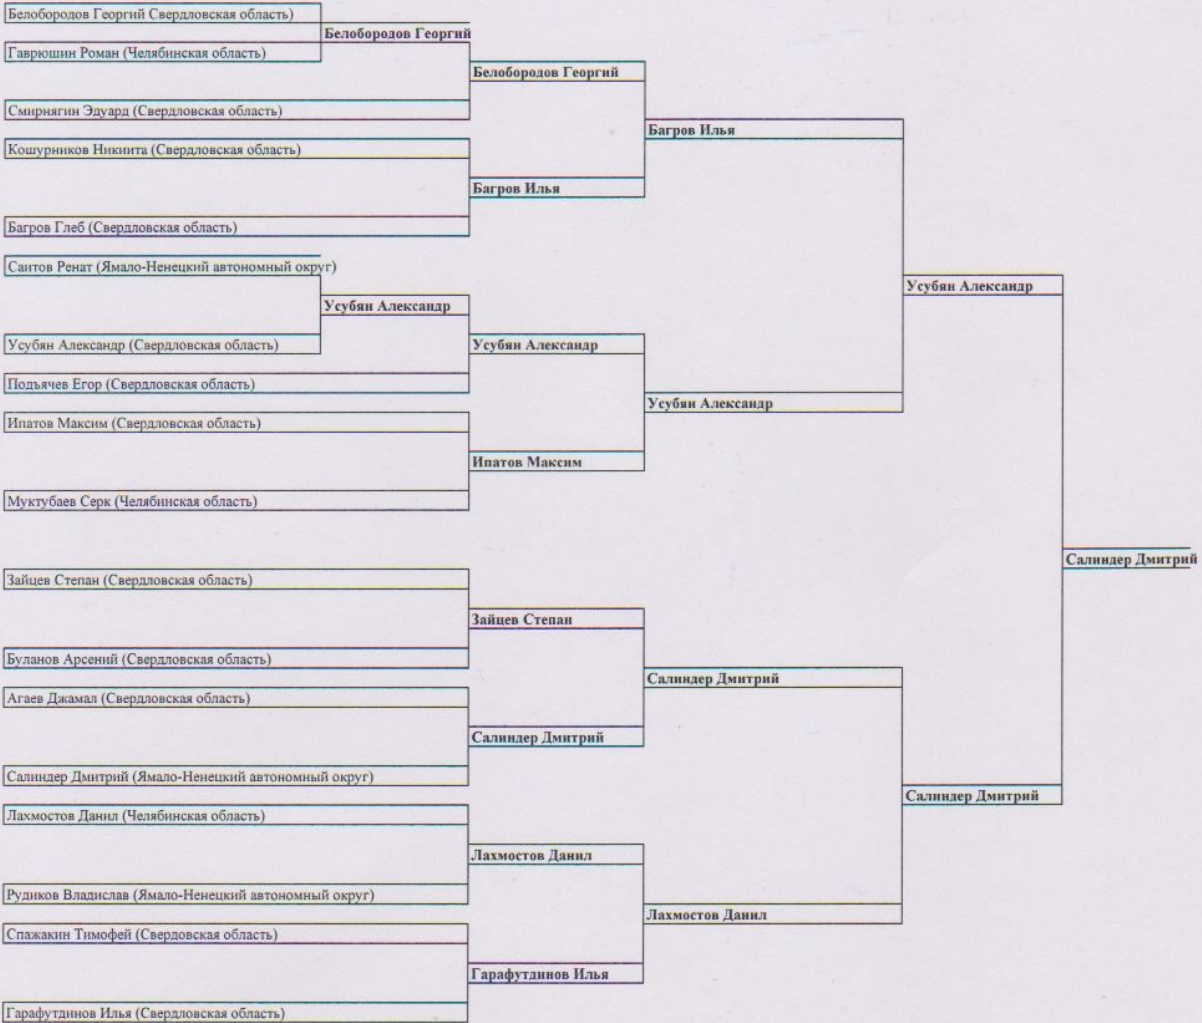 Белобородов Георгий Свердловская область)
Белобородов Георгий
Гаврюшин Роман (Челябинская область)
Белобородов Георгий
Смирнягин Эдуард (Свердловская область)
Багров Илья
Кошурников Никиита (Свердловская область)
Багров Илья
Багров Глеб (Свердловская область)
Саитов Ренат (Ямало-Ненецкий автономный округ)
Усубян Александр
Усубян Александр
Усубян Александр (Свердловская область)
Усубян Александр
Подъячев Егор (Свердловская область)
Усубян Александр
Ипатов Максим (Свердловская область)
Ипатов Максим
Муктубаев Серк (Челябинская область)
Салиндер Дмитрий
Зайцев Степан (Свердловская область)
Зайцев Степан
Буланов Арсений (Свердловская область)
Салиндер Дмитрий
Агаев Джамал (Свердловская область)
Салиндер Дмитрий
Салиндер Дмитрий (Ямало-Ненецкий автономный округ)
Салиндер Дмитрий
Лахмостов Данил (Челябинская область)
Лахмостов Данил
Рудиков Владислав (Ямало-Ненецкий автономный округ)
Лахмостов Данил
Спажакин Тимофей (Свердовская область)
Гарафутдинов Илья
Гарафутдинов Илья (Свердловская область)